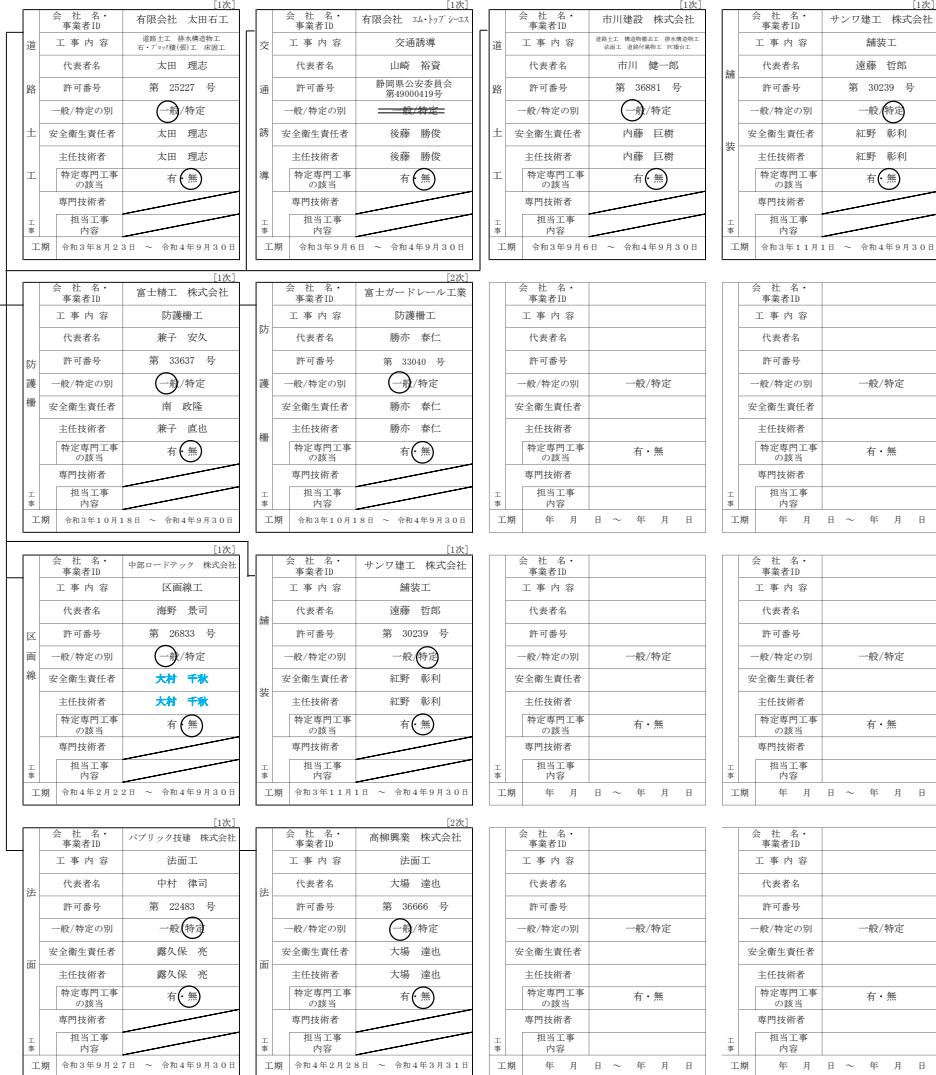 [1次]
道路土工
会社名・事業者ID 有限会社 太田石工
工事内容 道路土工 排水構造物工
石・ブロック積(張)工 床固工
代表者名 太田 理志
許可番号 第 25227 号
一般/特定の別 一般/特定
安全衛生責任者 太田 理志
主任技術者 太田 理志
特定専門工事の該当 有・無
専門技術者
担当工事内容
工事
工期 令和3年8月23日 ～ 令和4年9月30日
[1次]
交通誘導
会社名・事業者ID 有限会社 エム・トップシーエス
工事内容 交通誘導
代表者名 山崎 裕資
許可番号 静岡県公安委員会
第49000419号
一般/特定の別 一般/特定
安全衛生責任者 後藤 勝俊
主任技術者 後藤 勝俊
特定専門工事の該当 有・無
専門技術者
担当工事内容
工事
工期 令和3年9月6日 ～ 令和4年9月30日
[1次]
道路土工
会社名・事業者ID 市川建設 株式会社
工事内容 道路土工 構造物撤去工 排水構造物工
法面工 道路付属物工 PC橋台工
代表者名 市川 健一郎
許可番号 第 36881 号
一般/特定の別 一般/特定
安全衛生責任者 内藤 巨樹
主任技術者 内藤 巨樹
特定専門工事の該当 有・無
専門技術者
担当工事内容
工事
工期 令和3年9月6日 ～ 令和4年9月30日
[1次]
舗装
会社名・事業者ID サンワ建工 株式会社
工事内容 舗装工
代表者名 遠藤 哲郎
許可番号 第 30239 号
一般/特定の別 一般/特定
安全衛生責任者 紅野 彰利
主任技術者 紅野 彰利
特定専門工事の該当 有・無
専門技術者
担当工事内容
工事
工期 令和3年11月1日 ～ 令和4年9月30日
[1次]
防護柵
会社名・事業者ID 富士精工 株式会社
工事内容 防護柵工
代表者名 兼子 安久
許可番号 第 33637 号
一般/特定の別 一般/特定
安全衛生責任者 南 政隆
主任技術者 兼子 直也
特定専門工事の該当 有・無
専門技術者
担当工事内容
工事
工期 令和3年10月18日 ～ 令和4年9月30日
[2次]
防護柵
会社名・事業者ID 富士ガードレール工業
工事内容 防護柵工
代表者名 勝亦 春仁
許可番号 第 33040 号
一般/特定の別 一般/特定
安全衛生責任者 勝亦 春仁
主任技術者 勝亦 春仁
特定専門工事の該当 有・無
専門技術者
担当工事内容
工事
工期 令和3年10月18日 ～ 令和4年9月30日
会社名・事業者ID
工事内容
代表者名
許可番号
一般/特定の別 一般/特定
安全衛生責任者
主任技術者
特定専門工事の該当 有・無
専門技術者
担当工事内容
工事
工期 年 月 日 ～ 年 月 日
会社名・事業者ID
工事内容
代表者名
許可番号
一般/特定の別 一般/特定
安全衛生責任者
主任技術者
特定専門工事の該当 有・無
専門技術者
担当工事内容
工事
工期 年 月 日 ～ 年 月 日
[1次]
区画線
会社名・事業者ID 中部ロードテック 株式会社
工事内容 区画線工
代表者名 海野 景司
許可番号 第 26833 号
一般/特定の別 一般/特定
安全衛生責任者 大村 千秋
主任技術者 大村 千秋
特定専門工事の該当 有・無
専門技術者
担当工事内容
工事
工期 令和4年2月22日 ～ 令和4年9月30日
[1次]
舗装
会社名・事業者ID サンワ建工 株式会社
工事内容 舗装工
代表者名 遠藤 哲郎
許可番号 第 30239 号
一般/特定の別 一般/特定
安全衛生責任者 紅野 彰利
主任技術者 紅野 彰利
特定専門工事の該当 有・無
専門技術者
担当工事内容
工事
工期 令和3年11月1日 ～ 令和4年9月30日
会社名・事業者ID
工事内容
代表者名
許可番号
一般/特定の別 一般/特定
安全衛生責任者
主任技術者
特定専門工事の該当 有・無
専門技術者
担当工事内容
工事
工期 年 月 日 ～ 年 月 日
会社名・事業者ID
工事内容
代表者名
許可番号
一般/特定の別 一般/特定
安全衛生責任者
主任技術者
特定専門工事の該当 有・無
専門技術者
担当工事内容
工事
工期 年 月 日 ～ 年 月 日
[1次]
法面
会社名・事業者ID パブリック技建 株式会社
工事内容 法面工
代表者名 中村 律司
許可番号 第 22483 号
一般/特定の別 一般/特定
安全衛生責任者 露久保 亮
主任技術者 露久保 亮
特定専門工事の該当 有・無
専門技術者
担当工事内容
工事
工期 令和3年9月27日 ～ 令和4年9月30日
[2次]
法面
会社名・事業者ID 高柳興業 株式会社
工事内容 法面工
代表者名 大場 達也
許可番号 第 36666 号
一般/特定の別 一般/特定
安全衛生責任者 大場 達也
主任技術者 大場 達也
特定専門工事の該当 有・無
専門技術者
担当工事内容
工事
工期 令和4年2月28日 ～ 令和4年3月31日
会社名・事業者ID
工事内容
代表者名
許可番号
一般/特定の別 一般/特定
安全衛生責任者
主任技術者
特定専門工事の該当 有・無
専門技術者
担当工事内容
工事
工期 年 月 日 ～ 年 月 日
会社名・事業者ID
工事内容
代表者名
許可番号
一般/特定の別 一般/特定
安全衛生責任者
主任技術者
特定専門工事の該当 有・無
専門技術者
担当工事内容
工事
工期 年 月 日 ～ 年 月 日